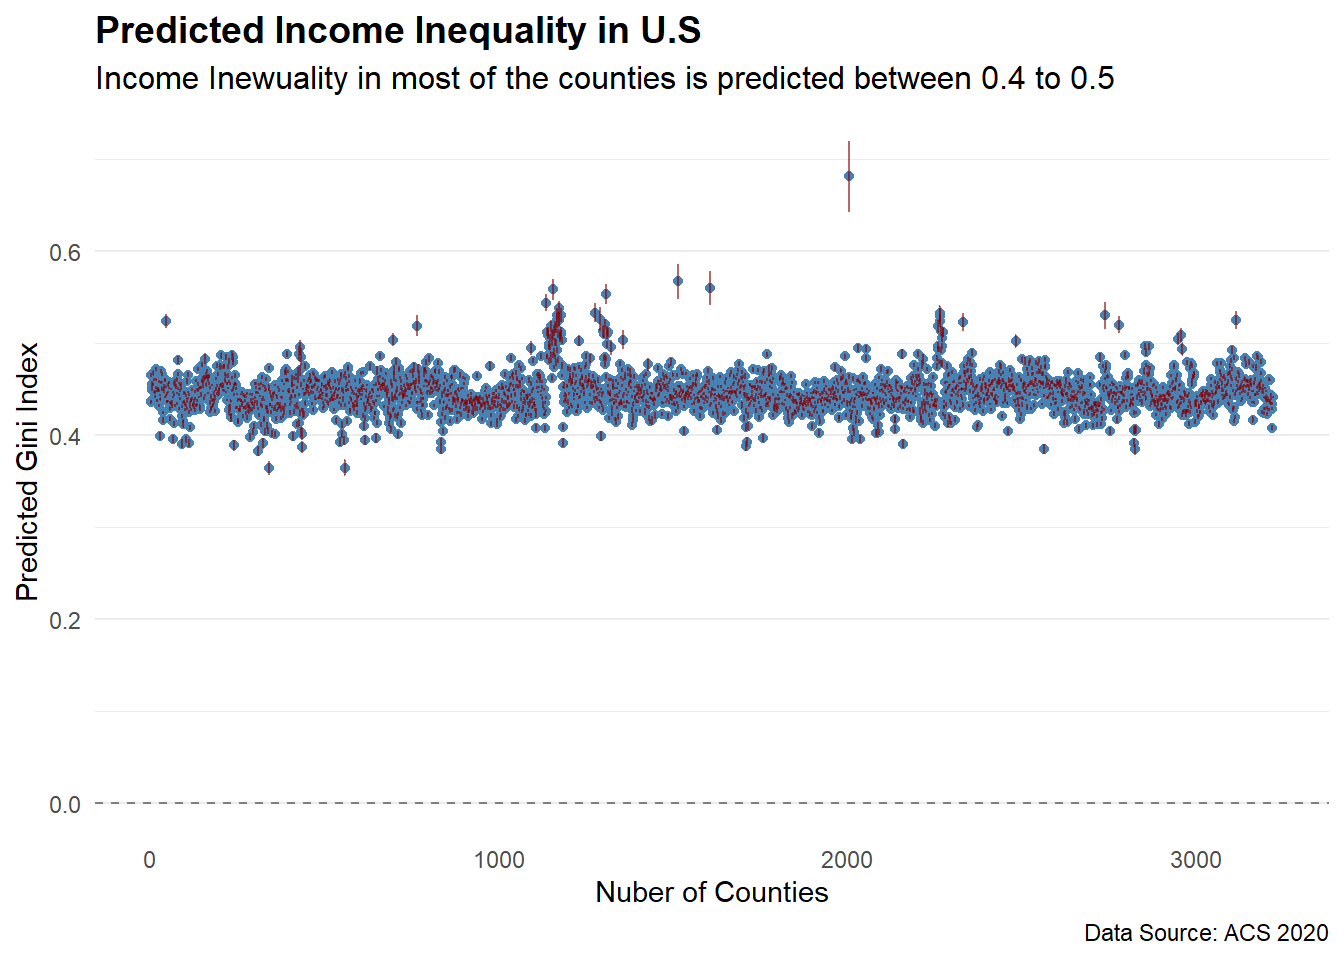 Predicted Income Inequality in U.S
Income Inewuality in most of the counties is predicted between 0.4 to 0.5
Predicted Gini Index
0.6
0.4
0.2
0.0
0
1000
2000
3000
Nuber of Counties
Data Source: ACS 2020